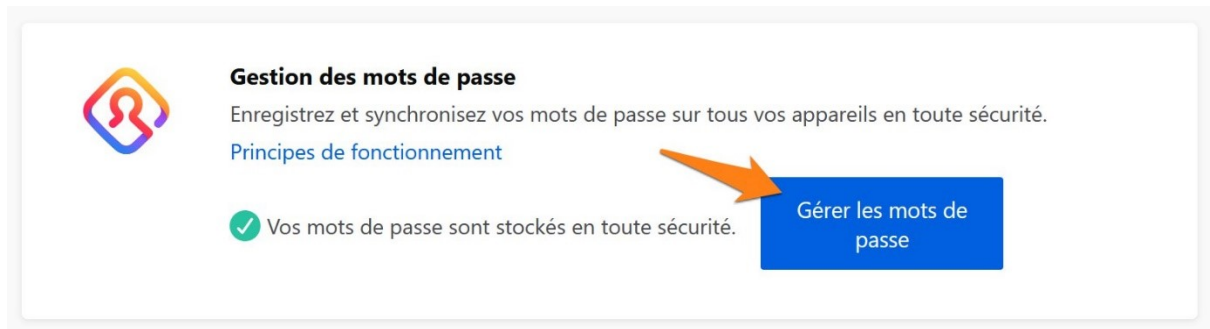 Gestion des mots de passe
Enregistrez et synchronisez vos mots de passe sur tous vos appareils en toute sécurité.
Principes de fonctionnement
Vos mots de passe sont stockés en toute sécurité.
Gérer les mots de
passe